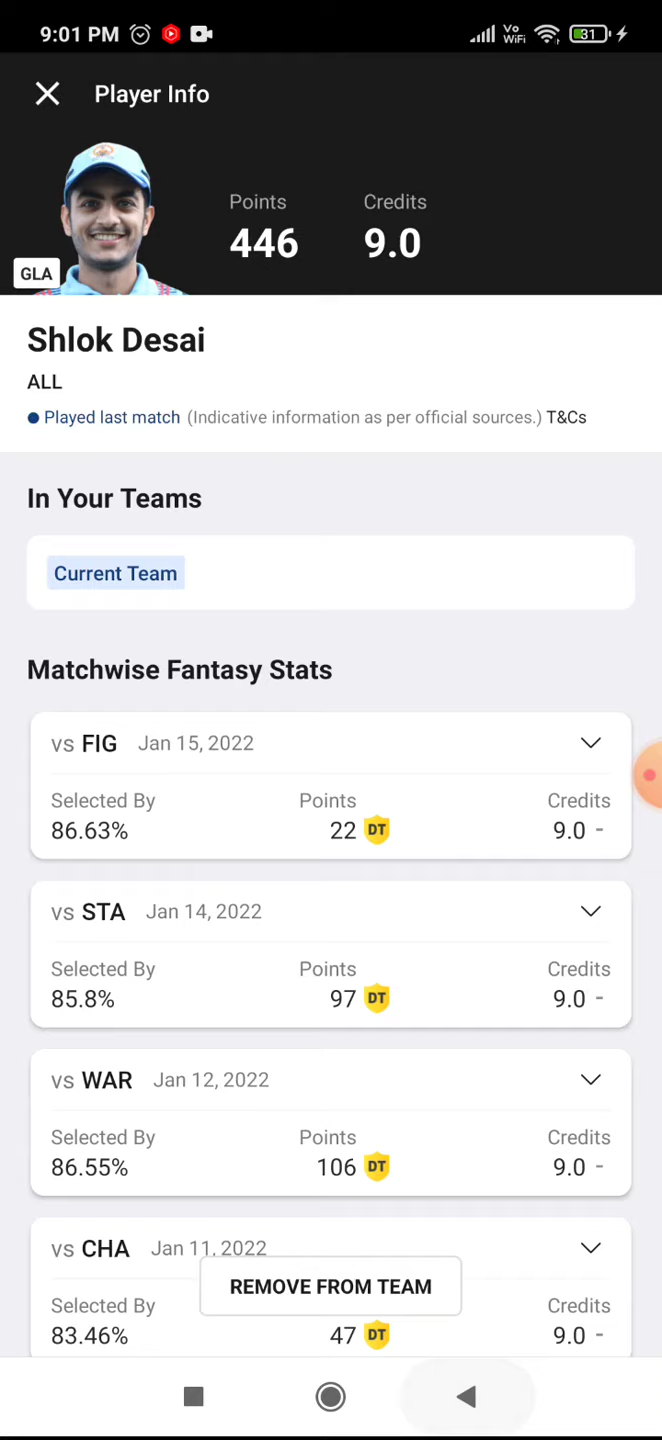 9:01 PM Vo WiFi 31
Player Info
Points Credits
446 9.0
GLA
Shlok Desai
ALL
Played last match (Indicative information as per official sources.) T&Cs
In Your Teams
Current Team
Matchwise Fantasy Stats
vs FIG Jan 15, 2022
Selected By Points Credits
86.63% 22 DT 9.0 -
vs STA Jan 14, 2022
Selected By Points Credits
85.8% 97 DT 9.0 -
vs WAR Jan 12, 2022
Selected By Points Credits
86.55% 106 DT 9.0 -
vs CHA Jan 11, 2022
REMOVE FROM TEAM
Selected By Credits
83.46% 47 DT 9.0 -